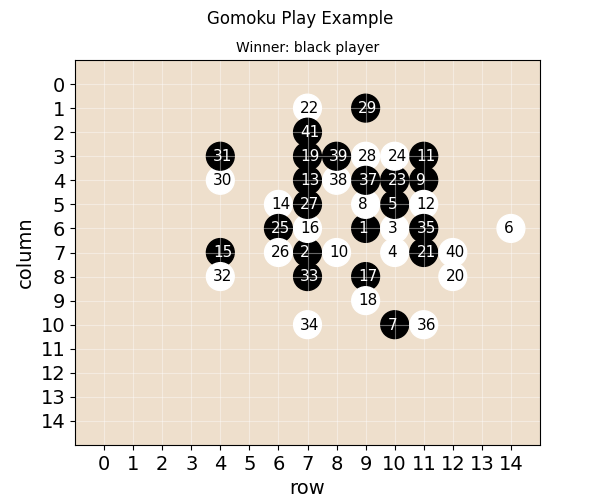 Gomoku Play Example
Winner: black player
0
1 22 29
2 41
3 31 19 39 28 24 11
4 30 13 38 37 23 9
5 14 27 8 5 12
column
6 25 16 1 3 35 6
7 15 26 2 10 4 21 40
8 32 33 17 20
9 18
10 34 7 36
11
12
13
14
0 1 2 3 4 5 6 7 8 9 10 11 12 13 14
row